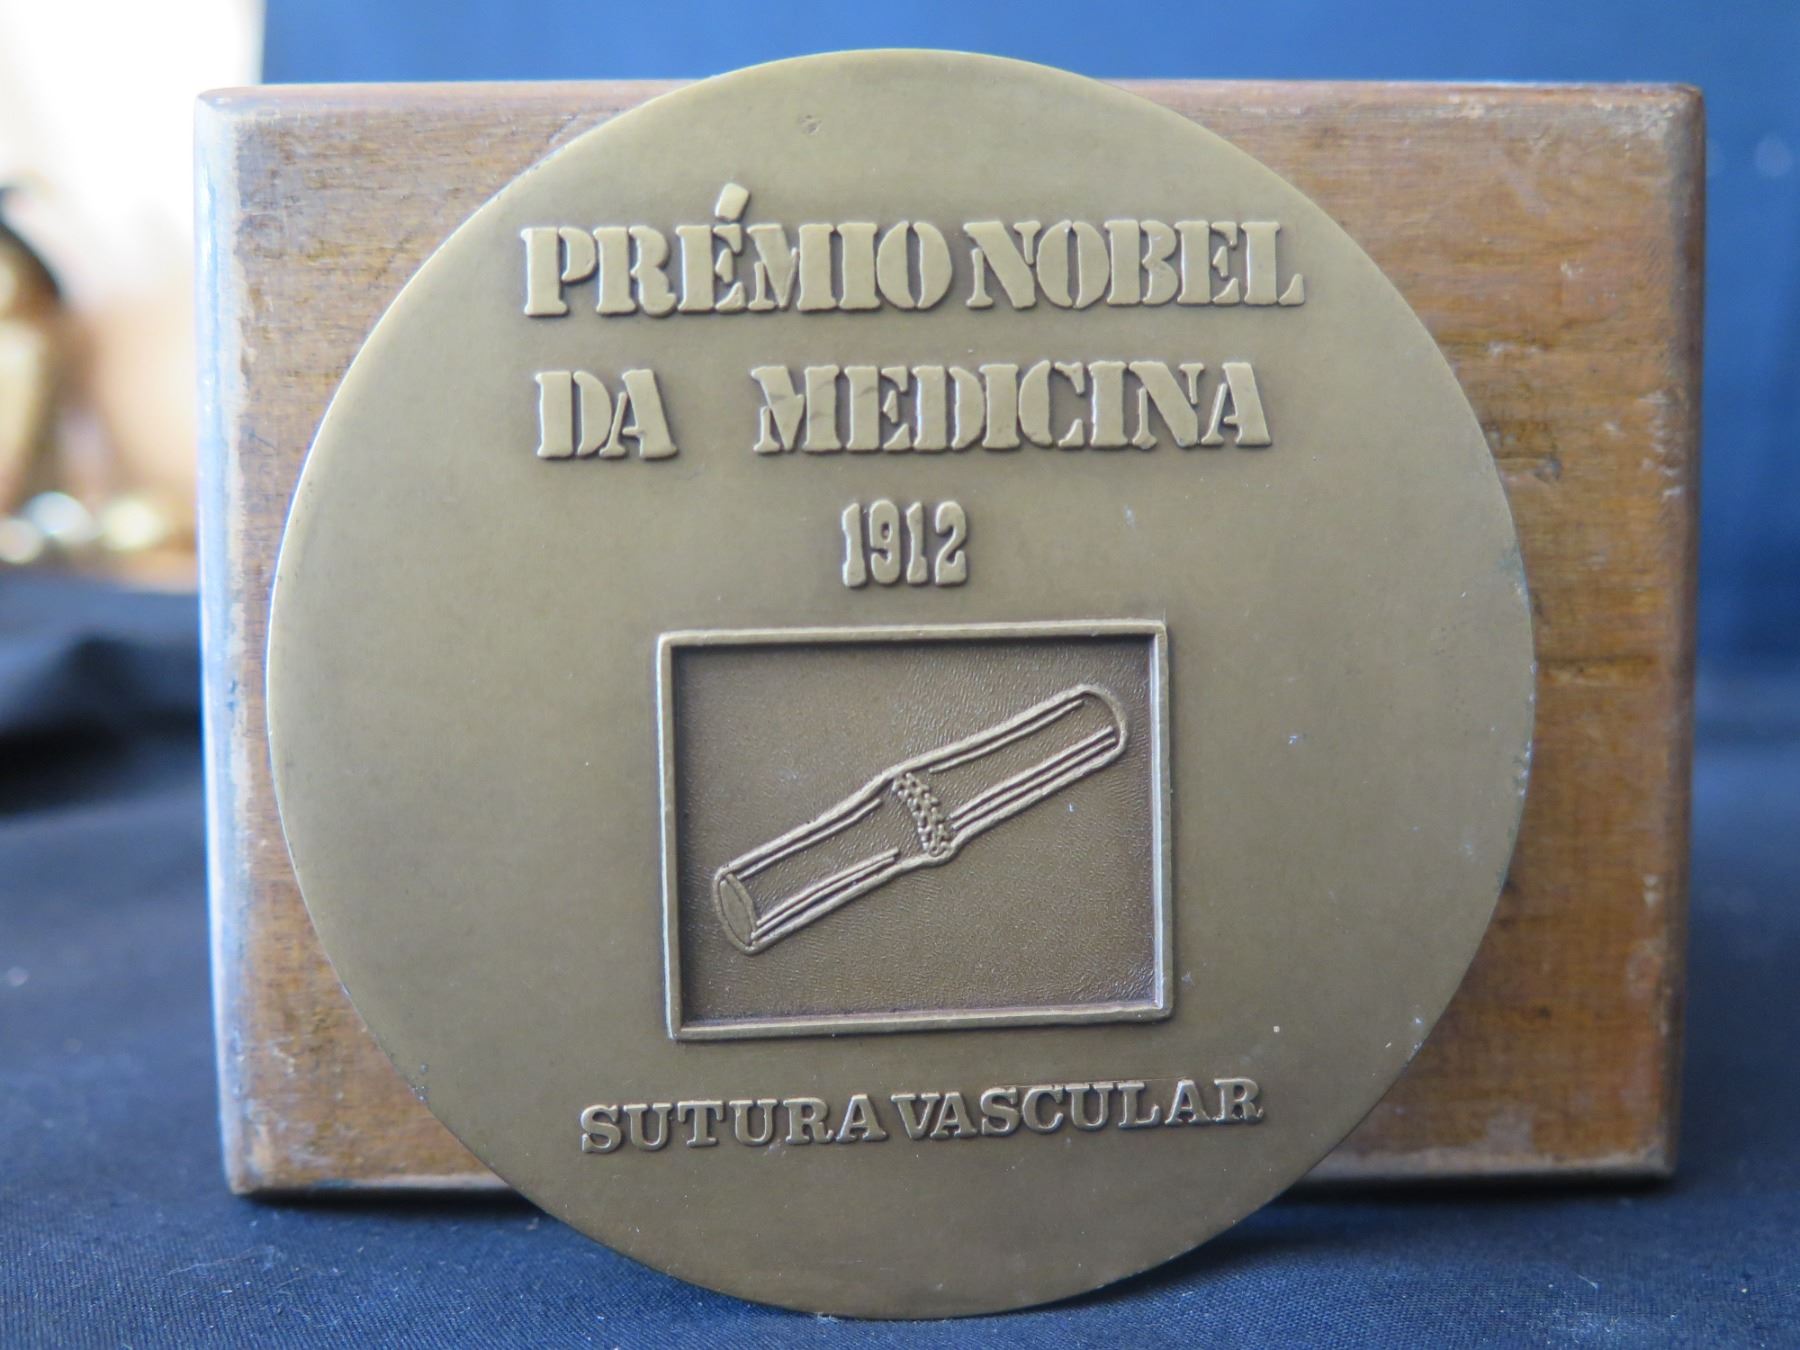 PRÉMIO NOBEL
DA MEDICINA
1912
SUTURA VASCULAR